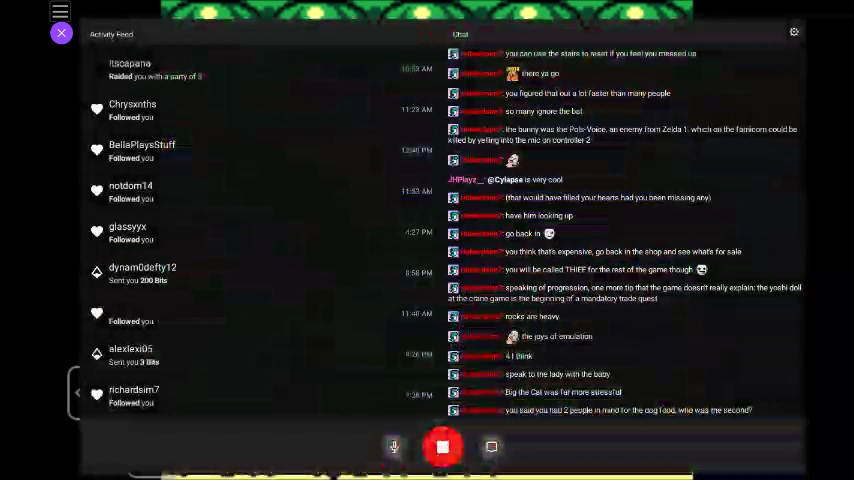 Activity Feed
Itscapana
Raided you with a party of 3
10:53 AM
Chrysxnths
Followed you
11:23 AM
BellaPlaysStuff
Followed you
12:46 PM
notdom14
Followed you
11:53 AM
glassyyx
Followed you
4:27 PM
dynam0defty12
Sent you 200 Bits
8:58 PM
Followed you
11:40 AM
alexlexi05
Sent you 3 Bits
9:26 PM
richardsim7
Followed you
7:28 PM
Chat
you can use the stairs to reset if you feel you messed up
there ya go
you figured that out a lot faster than many people
so many ignore the bat
the bunny was the Pols-Voice, an enemy from Zelda 1, which on the famicom could be
killed by yelling into the mic on controller 2
JHPlayz__: @Cylapse is very cool
(that would have filled your hearts had you been missing any)
have him looking up
go back in
you think that's expensive, go back in the shop and see what's for sale
you will be called THIEF for the rest of the game though
speaking of progression, one more tip that the game doesn't really explain: the yoshi doll
at the crane game is the beginning of a mandatory trade quest
rocks are heavy.
the joys of emulation
speak to the lady with the baby
Big the Cat was far more stressful
you said you had 2 people in mind for the dog food, who was the second?